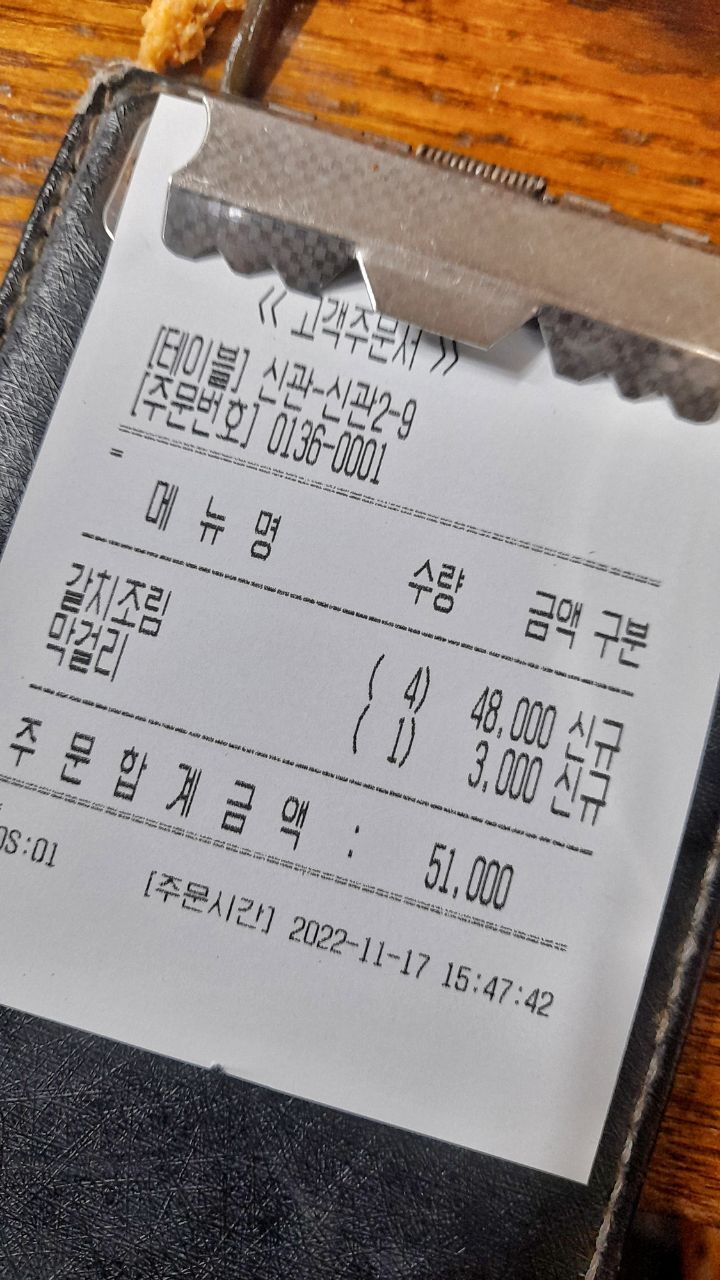 << 고객주문서 >>
[테이블] 신관-신관2-9
[주문번호] 0136-0001
=
메 뉴 명 수량 금액 구분
갈치조림 ( 4) 48,000 신규
막걸리 ( 1) 3,000 신규
주 문 합 계 금 액 : 51,000
OS:01
[주문시간] 2022-11-17 15:47:42